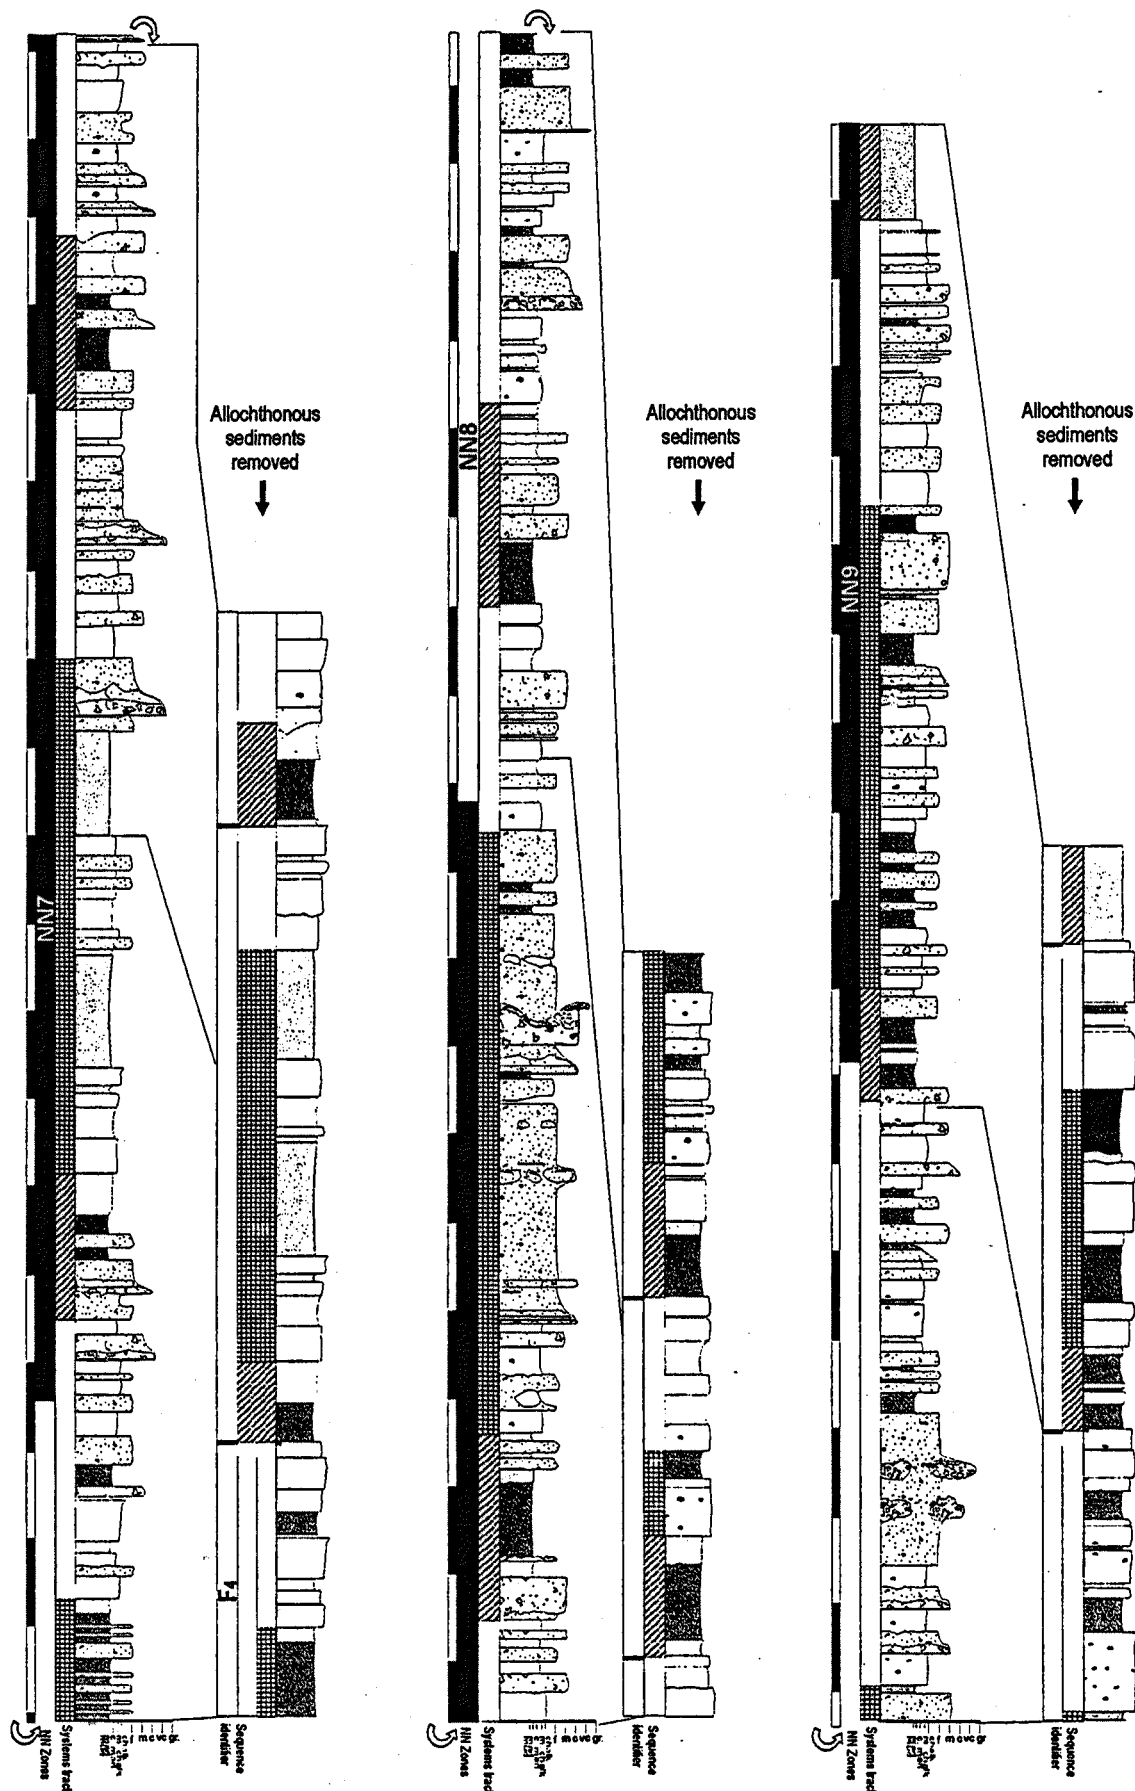 Allochthonous
sediments
removed
NN7
F4
NN Zones
Systems tract
Sequence
identifier
Allochthonous
sediments
removed
NN8
NN Zones
Systems tract
Sequence
identifier
Allochthonous
sediments
removed
NN9
NN Zones
Systems tract
Sequence
identifier